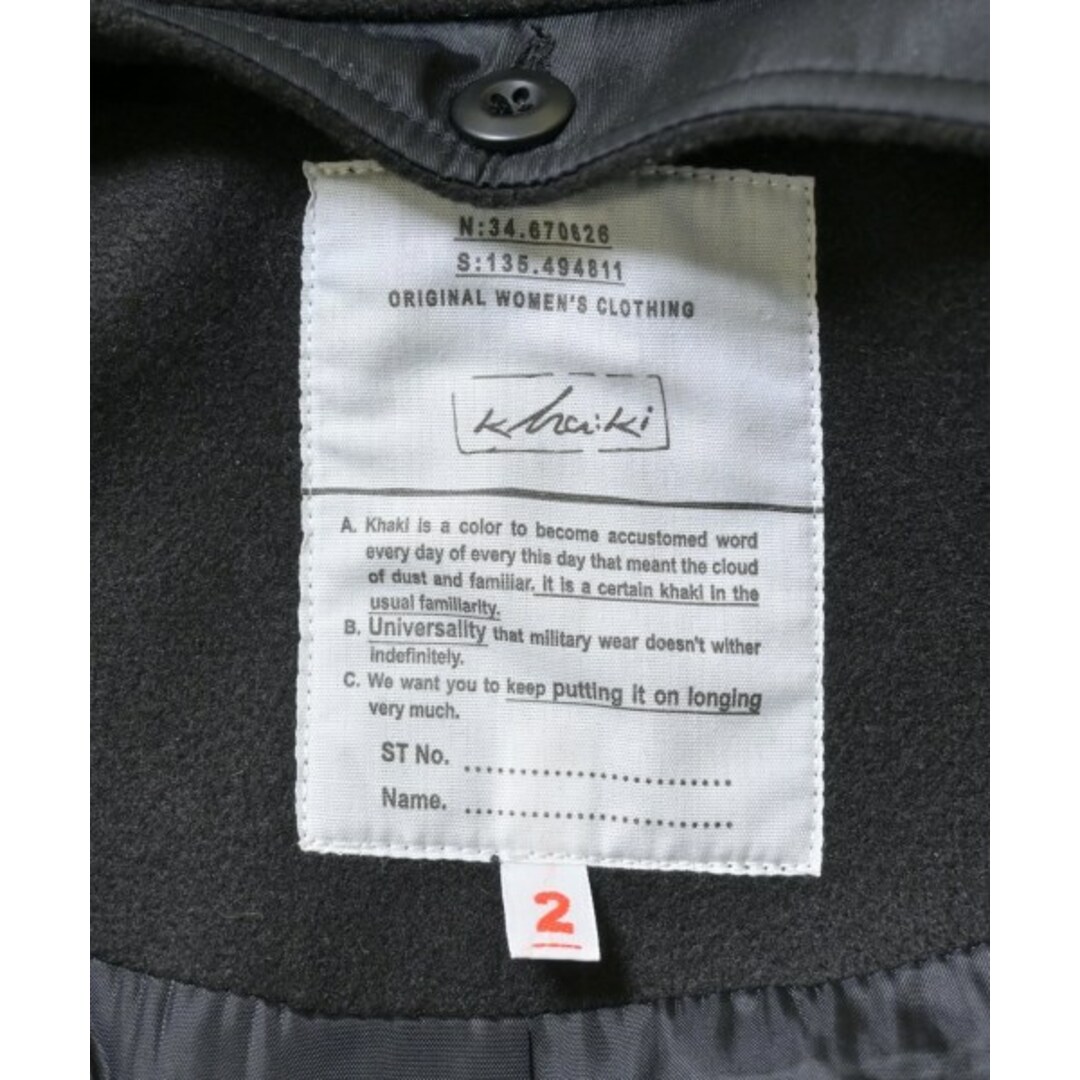 N:34.670626
S:135.494811
ORIGINAL WOMEN'S CLOTHING
kha:ki
A. Khaki is a color to become accustomed word
every day of every this day that meant the cloud
of dust and familiar. it is a certain khaki in the
usual familiarity.
B. Universality that military wear doesn't wither
indefinitely.
C. We want you to keep putting it on longing
very much.
ST No. ........................
Name. ........................
2